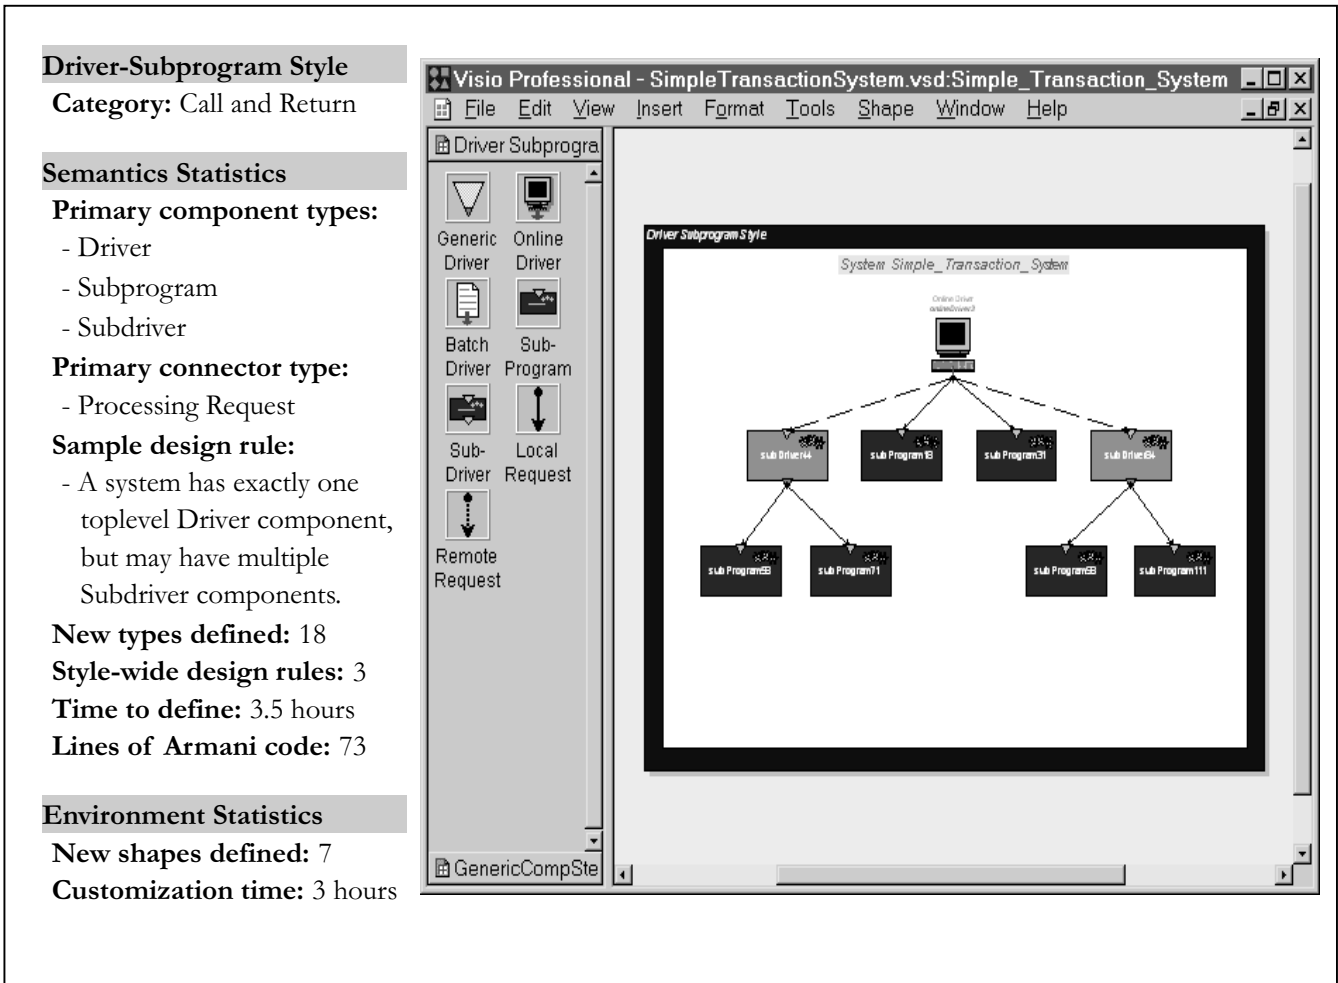 Driver-Subprogram Style
Category: Call and Return
Semantics Statistics
Primary component types:
- Driver
- Subprogram
- Subdriver
Primary connector type:
- Processing Request
Sample design rule:
- A system has exactly one
toplevel Driver component,
but may have multiple
Subdriver components.
New types defined: 18
Style-wide design rules: 3
Time to define: 3.5 hours
Lines of Armani code: 73
Environment Statistics
New shapes defined: 7
Customization time: 3 hours
Visio Professional - SimpleTransactionSystem.vsd:Simple_Transaction_System
File Edit View Insert Format Tools Shape Window Help
Driver Subprogra
Generic Driver
Online Driver
Batch Driver
Sub-Program
Sub-Driver
Local Request
Remote Request
GenericCompSte
Driver Subprogram Style
System Simple_Transaction_System
Online Driver
onlineDriver3
sub Driver44
sub Program18
sub Program31
sub Program71
sub Program111